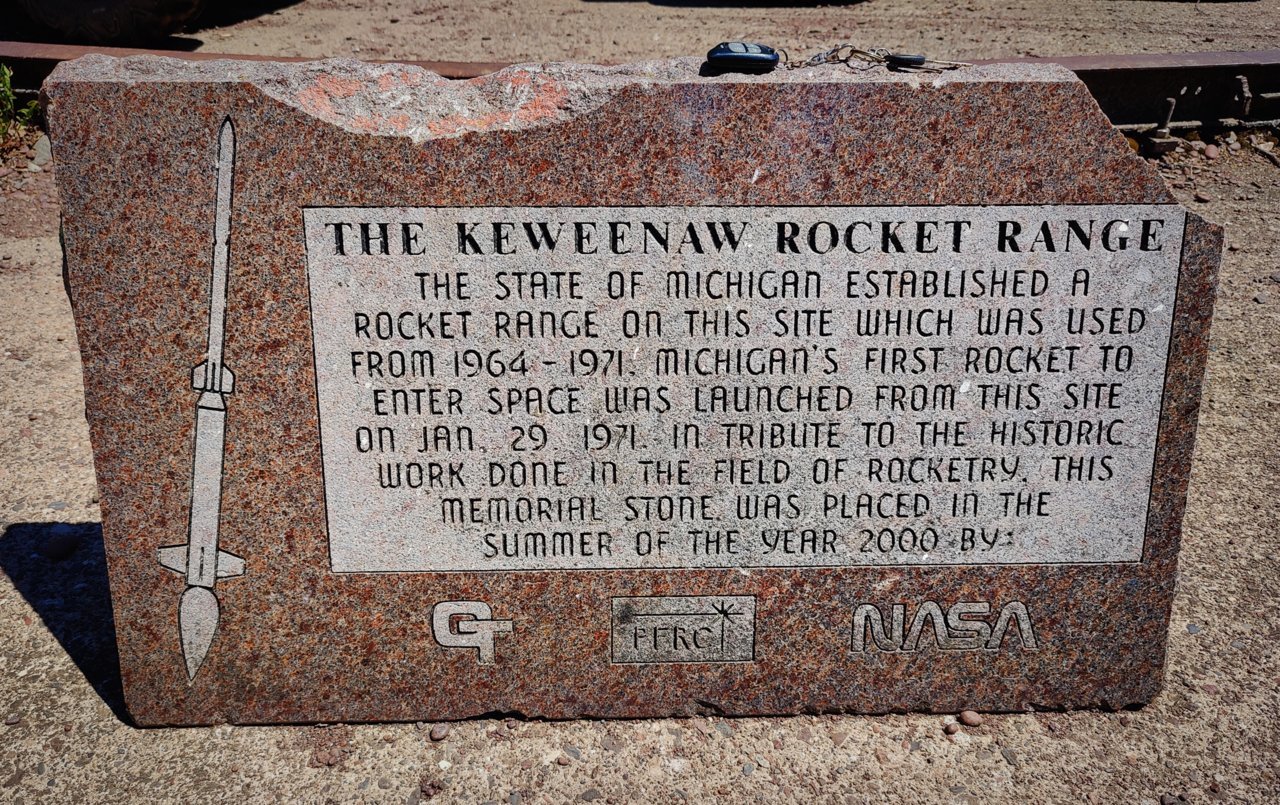 THE KEWEENAW ROCKET RANGE
THE STATE OF MICHIGAN ESTABLISHED A
ROCKET RANGE ON THIS SITE WHICH WAS USED
FROM 1964 - 1971. MICHIGAN'S FIRST ROCKET TO
ENTER SPACE WAS LAUNCHED FROM THIS SITE
ON JAN. 29. 1971. IN TRIBUTE TO THE HISTORIC
WORK DONE IN THE FIELD OF ROCKETRY. THIS
MEMORIAL STONE WAS PLACED IN THE
SUMMER OF THE YEAR 2000 BY:
CT PFRC NASA